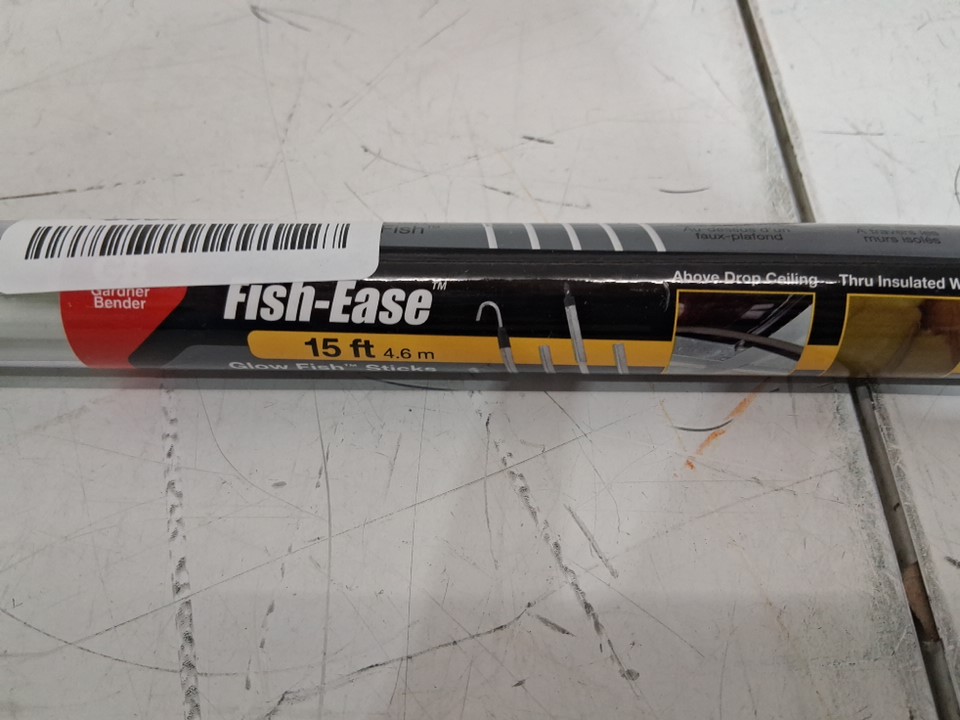 Fish™
Au-dessus d'un
faux-plafond
À travers les
murs isolés
Gardner
Bender
Fish-Ease™
15 ft 4.6 m
Glow Fish™ Sticks
Above Drop Ceiling
Thru Insulated W